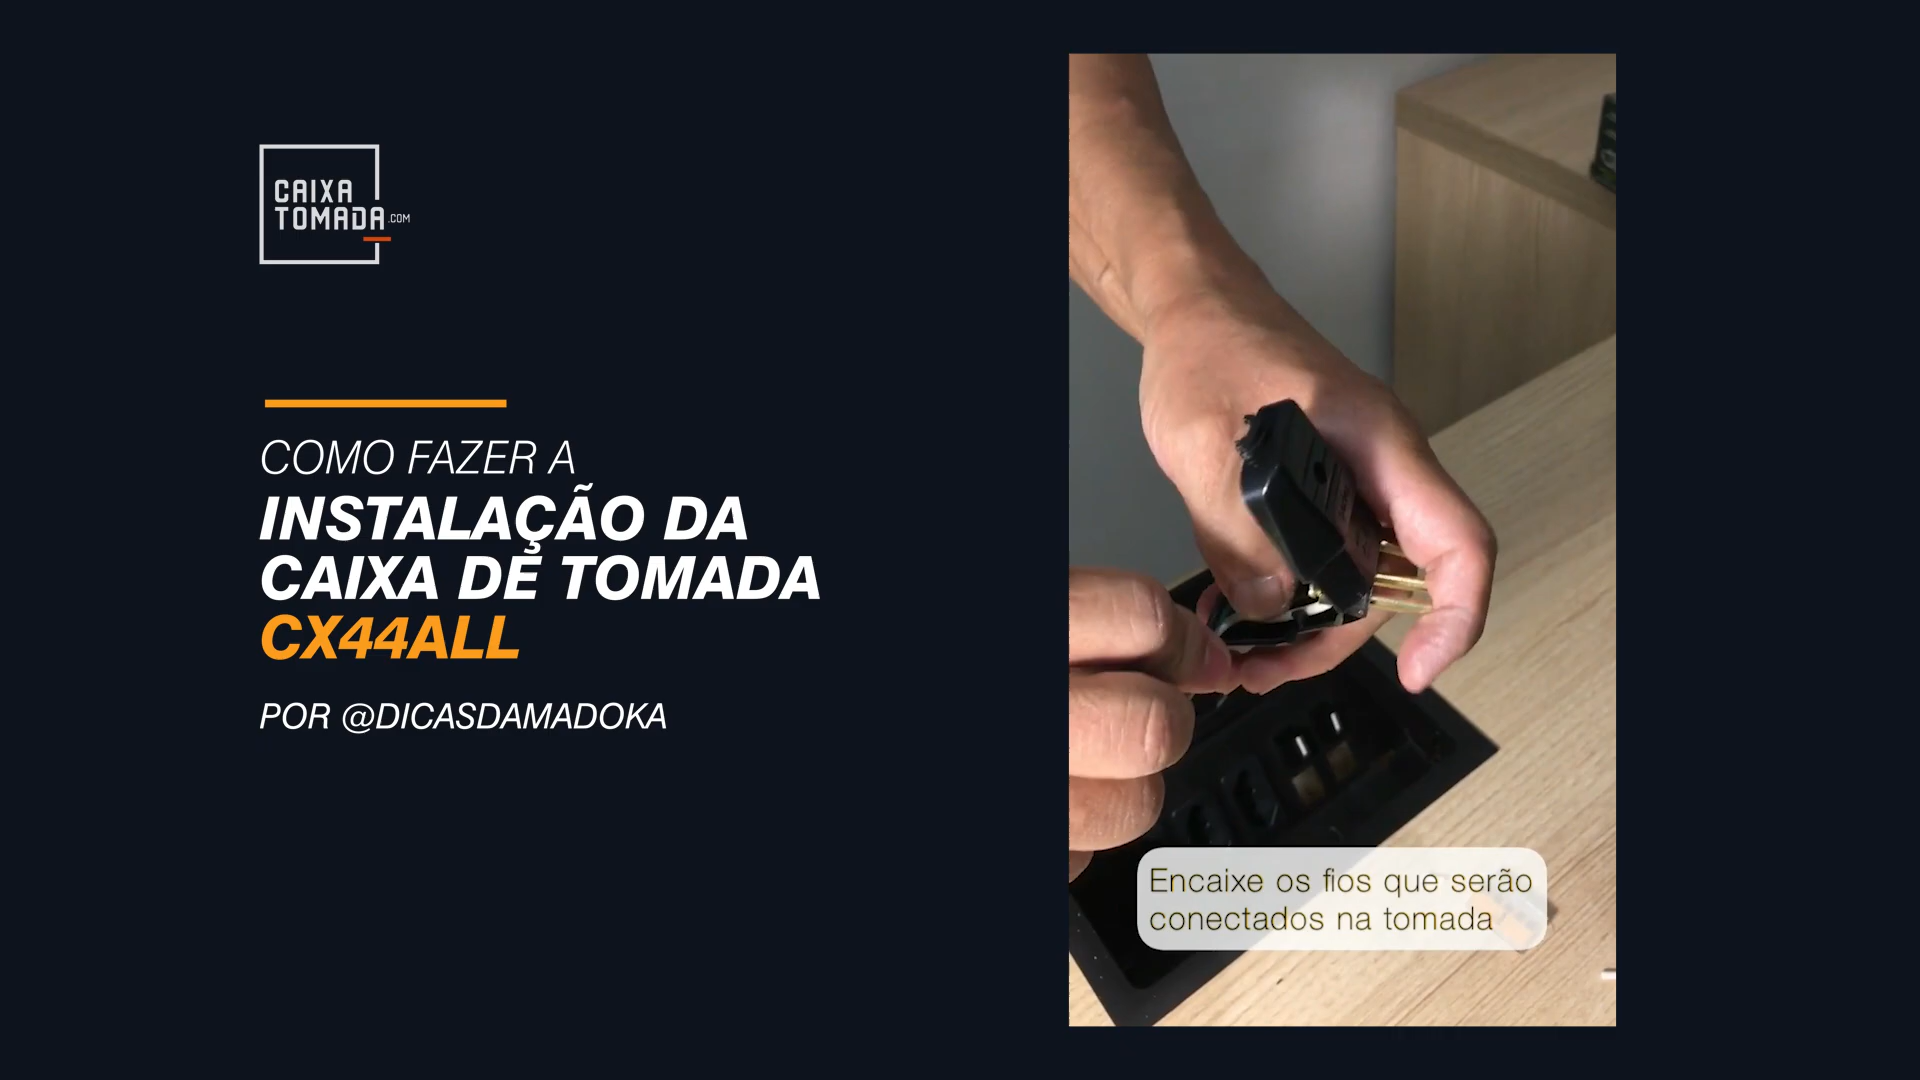 CAIXA
TOMADA.COM
COMO FAZER A
INSTALAÇÃO DA
CAIXA DE TOMADA
CX44ALL
POR @DICASDAMADOKA
Encaixe os fios que serão
conectados na tomada